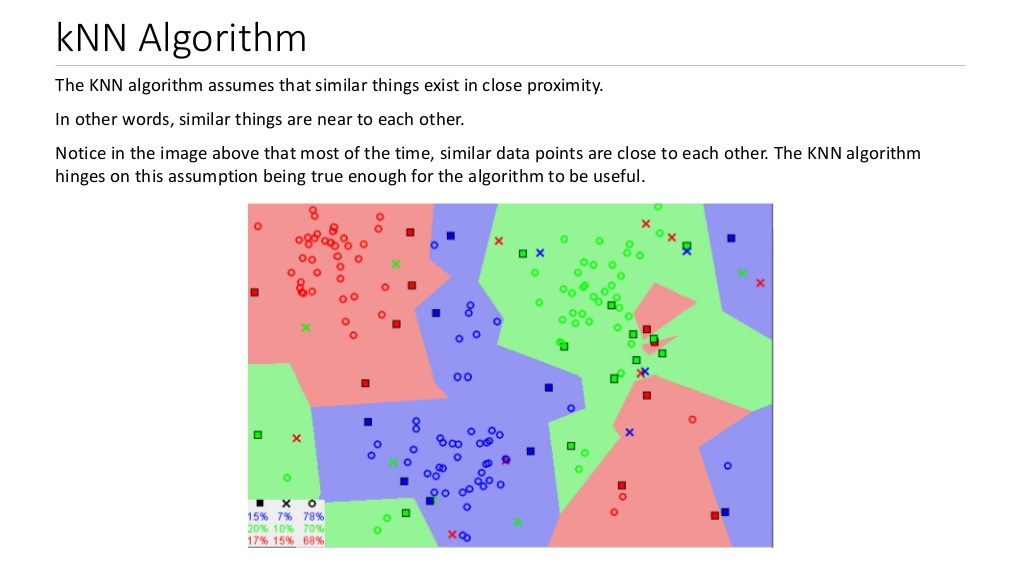 kNN Algorithm
The KNN algorithm assumes that similar things exist in close proximity.
In other words, similar things are near to each other.
Notice in the image above that most of the time, similar data points are close to each other. The KNN algorithm
hinges on this assumption being true enough for the algorithm to be useful.
15% 7% 78%
20% 10% 70%
17% 15% 68%